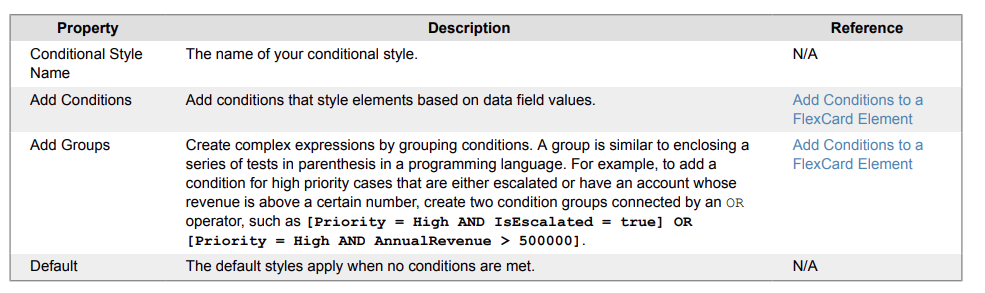 Property Description Reference
Conditional Style The name of your conditional style. N/A
Name
Add Conditions Add conditions that style elements based on data field values. Add Conditions to a
FlexCard Element
Add Groups Create complex expressions by grouping conditions. A group is similar to enclosing a Add Conditions to a
series of tests in parenthesis in a programming language. For example, to add a FlexCard Element
condition for high priority cases that are either escalated or have an account whose
revenue is above a certain number, create two condition groups connected by an OR
operator, such as [Priority = High AND IsEscalated = true] OR
[Priority = High AND AnnualRevenue > 500000].
Default The default styles apply when no conditions are met. N/A